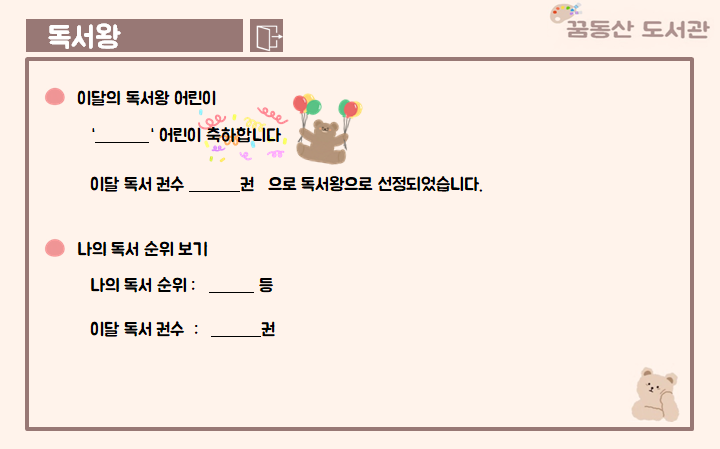 독서왕
꿈동산 도서관
이달의 독서왕 어린이
'______' 어린이 축하합니다
이달 독서 권수 ______권 으로 독서왕으로 선정되었습니다.
나의 독서 순위 보기
나의 독서 순위 : _____ 등
이달 독서 권수 : ______권